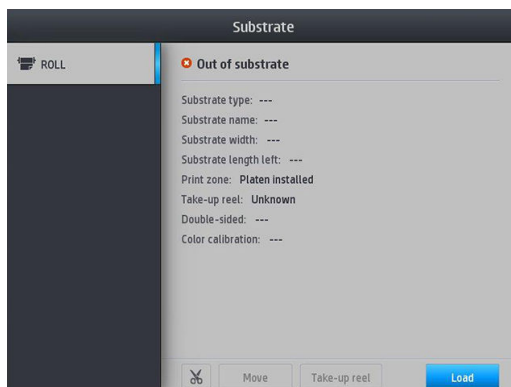 Substrate
ROLL
Out of substrate
Substrate type: ---
Substrate name: ---
Substrate width: ---
Substrate length left: ---
Print zone: Platen installed
Take-up reel: Unknown
Double-sided: ---
Color calibration: ---
Move Take-up reel Load